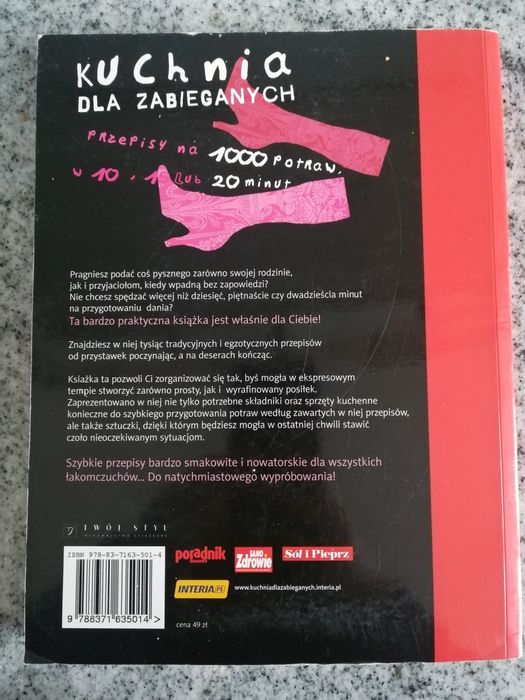 KUChnia
DLA ZABIEGANYCH
przepisy na 1000 potraw,
w 10, 1 lub 20 minut
Pragniesz podać coś pysznego zarówno swojej rodzinie,
jak i przyjaciołom, kiedy wpadną bez zapowiedzi?
Nie chcesz spędzać więcej niż dziesięć, piętnaście czy dwadzieścia minut
na przygotowaniu dania?
Ta bardzo praktyczna książka jest właśnie dla Ciebie!
Znajdziesz w niej tysiąc tradycyjnych i egzotycznych przepisów
od przystawek poczynając, a na deserach kończąc.
Książka ta pozwoli Ci zorganizować się tak, byś mogła w ekspresowym
tempie stworzyć zarówno prosty, jak i wyrafinowany posiłek.
Zaprezentowano w niej nie tylko potrzebne składniki oraz sprzęty kuchenne
konieczne do szybkiego przygotowania potraw według zawartych w niej przepisów,
ale także sztuczki, dzięki którym będziesz mogła w ostatniej chwili stawić
czoło nieoczekiwanym sytuacjom.
Szybkie przepisy bardzo smakowite i nowatorskie dla wszystkich
łakomczuchów... Do natychmiastowego wypróbowania!
TWÓJ STYL
WYDAWNICTWO KSIĄŻKOWE
ISBN 978-83-7163-501-4
poradnik
domowy
SAMO
Zdrowie
Sól i Pieprz
INTERIA.PL
www.kuchniadlazabieganych.interia.pl
9 788371 635014 >
cena 49 zł